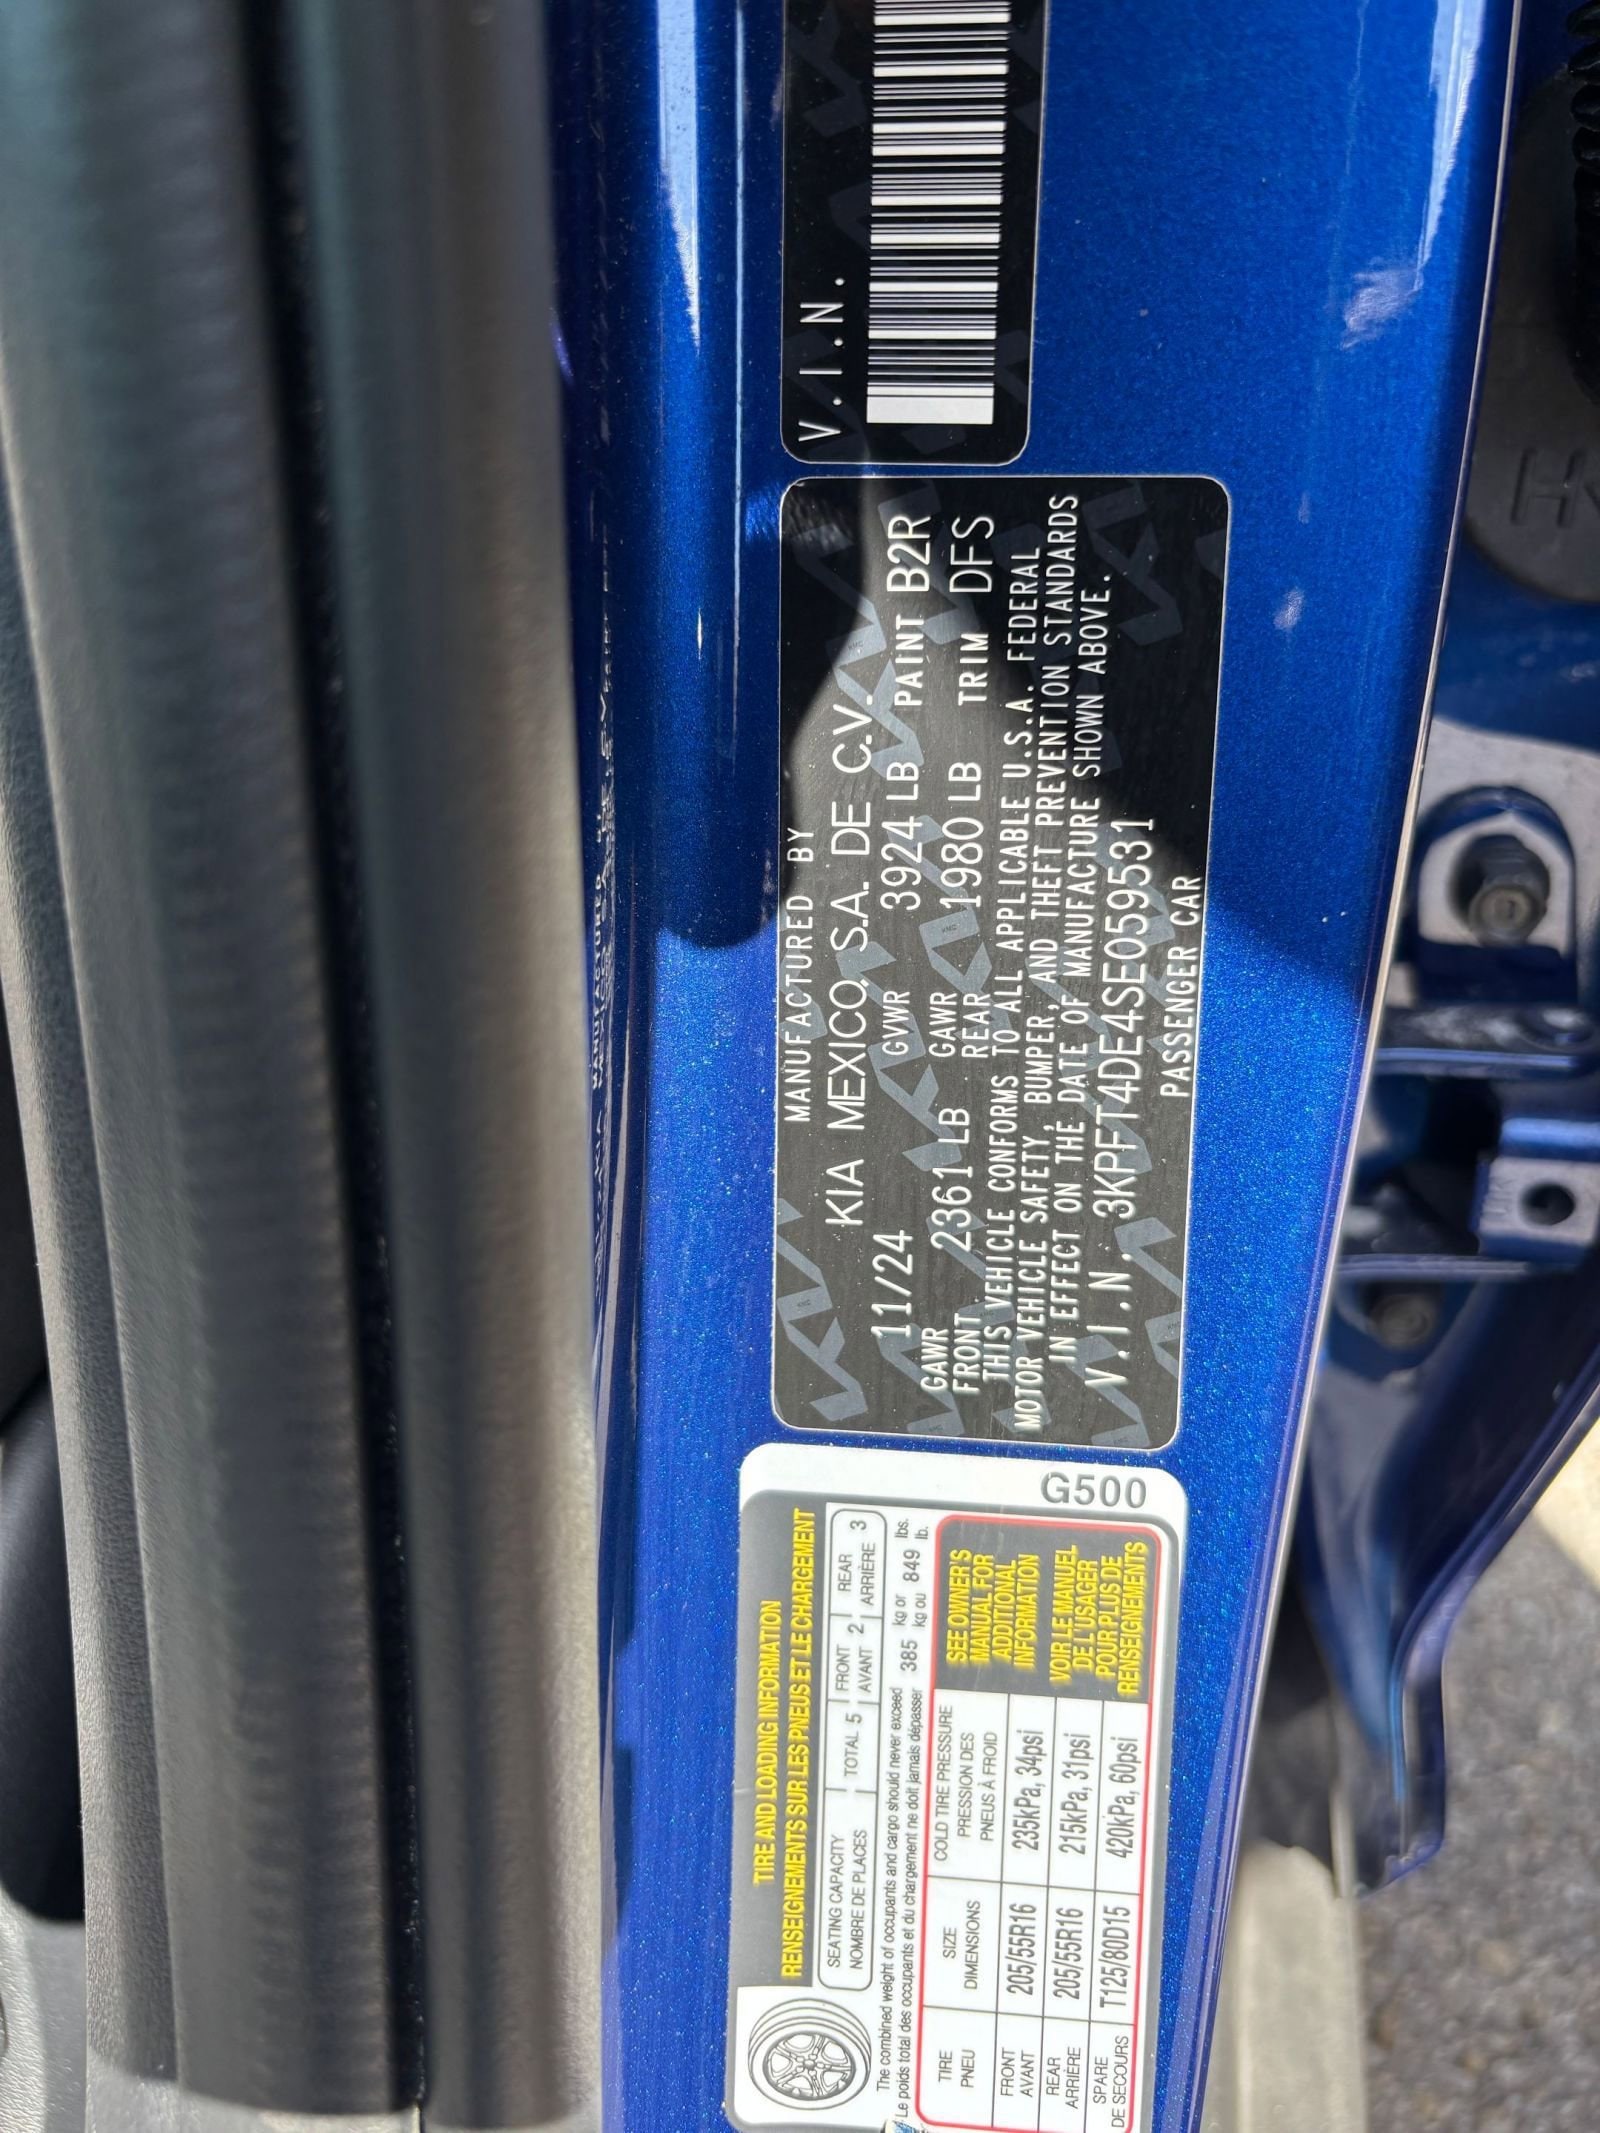 V.I.N.
MANUFACTURED BY
KIA MEXICO, S.A. DE C.V.
11/24 GVWR 3924 LB PAINT B2R
GAWR FRONT 2361 LB GAWR REAR 1980 LB TRIM DFS
THIS VEHICLE CONFORMS TO ALL APPLICABLE U.S.A. FEDERAL
MOTOR VEHICLE SAFETY, BUMPER, AND THEFT PREVENTION STANDARDS
IN EFFECT ON THE DATE OF MANUFACTURE SHOWN ABOVE.
V.I.N. 3KPFT4DE4SE059531
PASSENGER CAR
TIRE AND LOADING INFORMATION
RENSEIGNEMENTS SUR LES PNEUS ET LE CHARGEMENT
G500
SEATING CAPACITY
NOMBRE DE PLACES
TOTAL 5
FRONT
AVANT 2
REAR
ARRIÈRE 3
The combined weight of occupants and cargo should never exceed 385 kg or 849 lbs.
Le poids total des occupants et du chargement ne doit jamais dépasser kg ou lb.
TIRE
PNEU
SIZE
DIMENSIONS
COLD TIRE PRESSURE
PRESSION DES
PNEUS À FROID
FRONT
AVANT
205/55R16
235kPa, 34psi
REAR
ARRIÈRE
205/55R16
215kPa, 31psi
SPARE
DE SECOURS
T125/80D15
420kPa, 60psi
SEE OWNER'S
MANUAL FOR
ADDITIONAL
INFORMATION
VOIR LE MANUEL
DE L'USAGER
POUR PLUS DE
RENSEIGNEMENTS